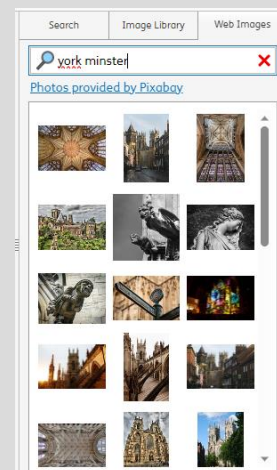 Search Image Library Web Images
york minster
Photos provided by Pixabay